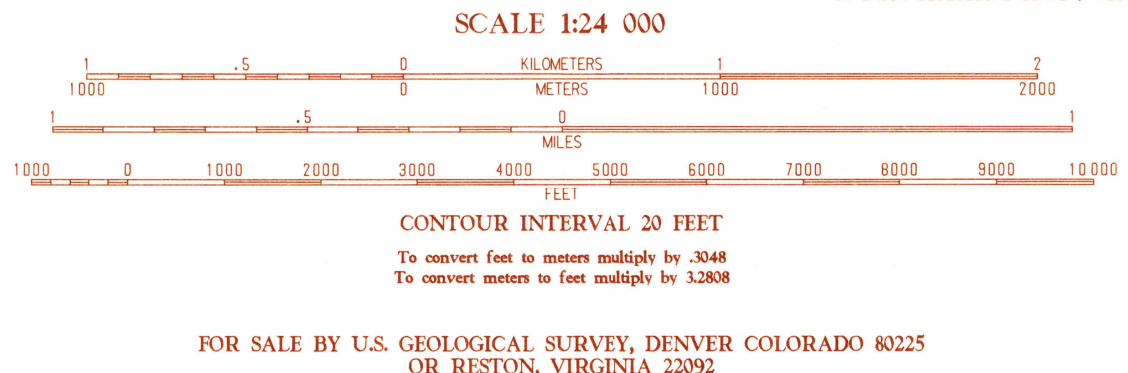 SCALE 1:24 000
1 .5 0 KILOMETERS 1 2
1000 0 METERS 1000 2000
1 .5 0 1
MILES
1000 0 1000 2000 3000 4000 5000 6000 7000 8000 9000 10 000
FEET
CONTOUR INTERVAL 20 FEET
To convert feet to meters multiply by .3048
To convert meters to feet multiply by 3.2808
FOR SALE BY U.S. GEOLOGICAL SURVEY, DENVER COLORADO 80225
OR RESTON, VIRGINIA 22092